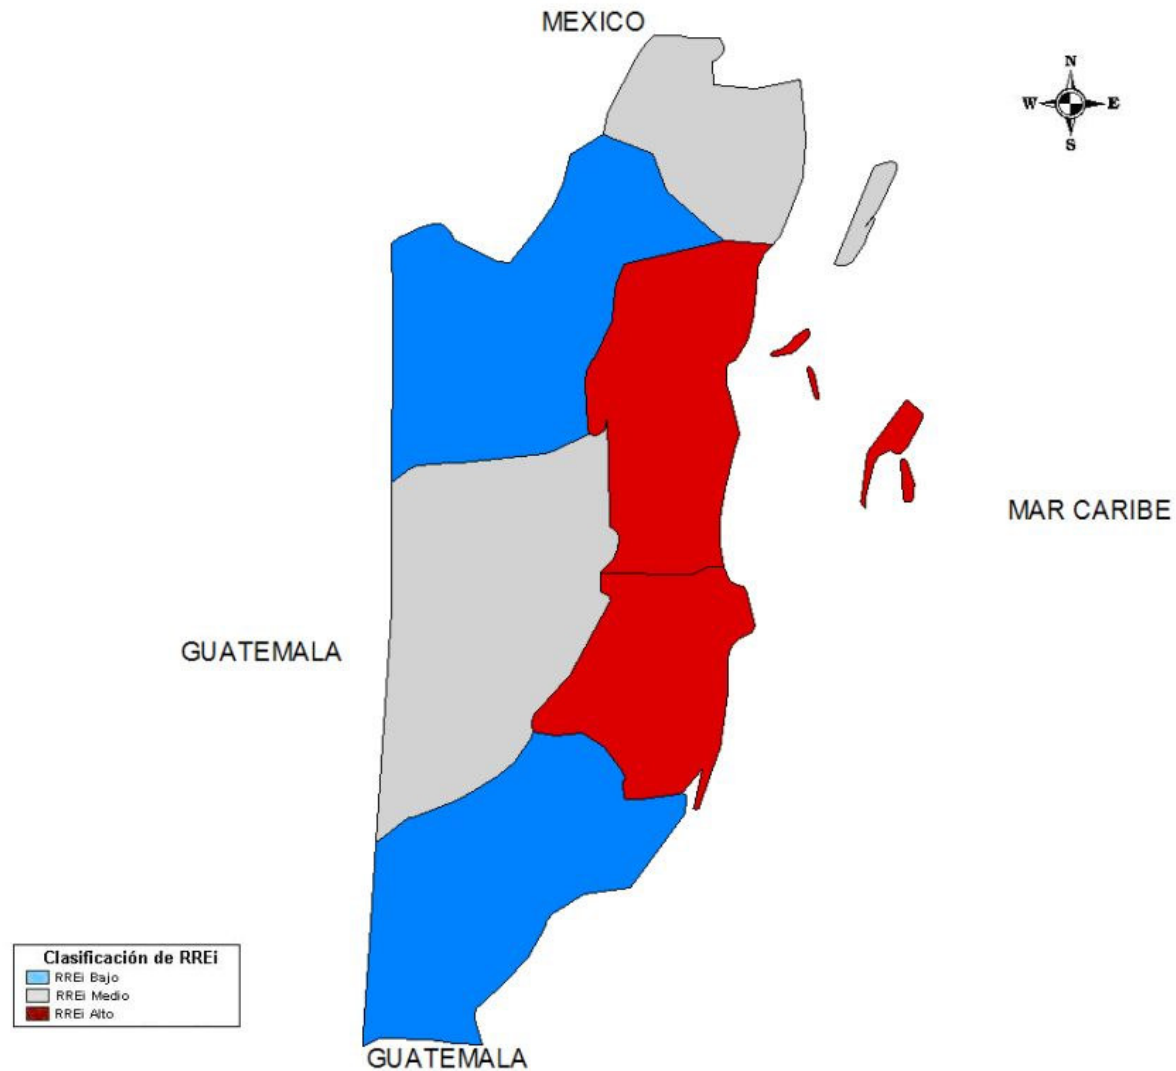 MEXICO
N
W E
S
MAR CARIBE
GUATEMALA
Clasificación de RREi
RREi Bajo
RREi Medio
RREi Alto
GUATEMALA